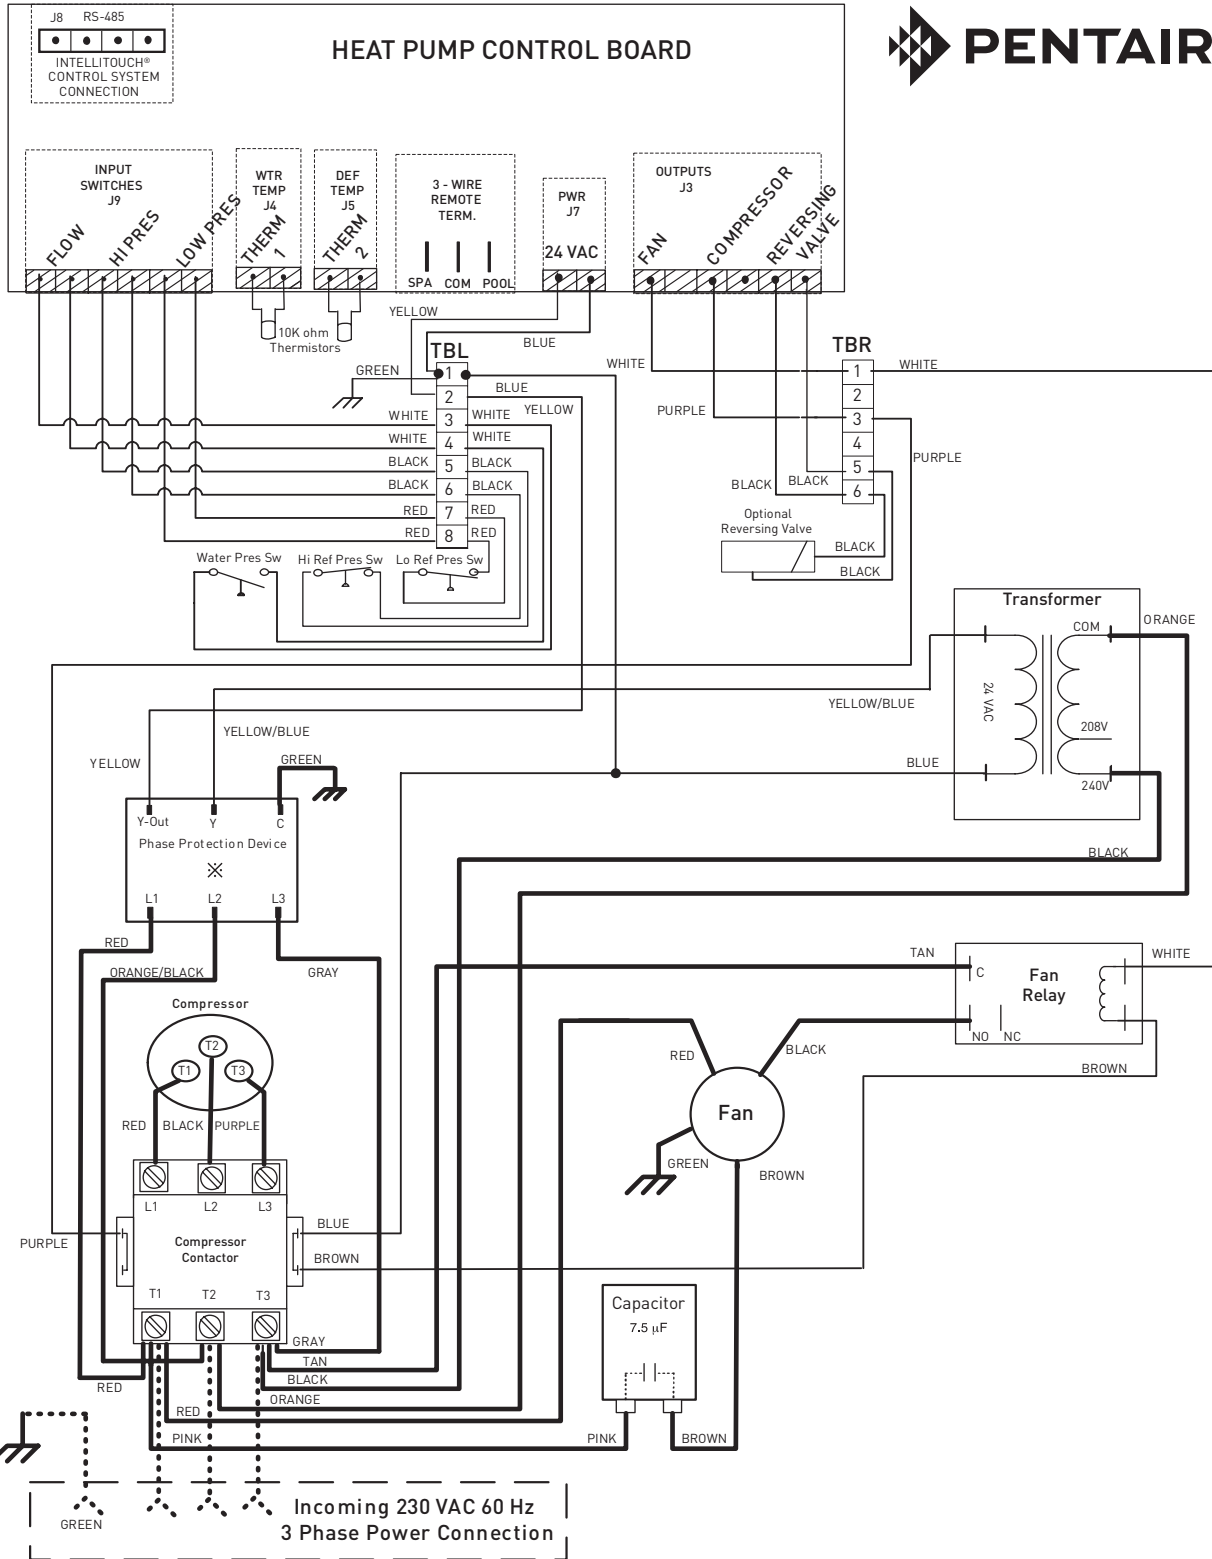 J8 RS-485
INTELLITOUCH®
CONTROL SYSTEM
CONNECTION
HEAT PUMP CONTROL BOARD
PENTAIR
INPUT
SWITCHES
J9
FLOW
HI PRES
LOW PRES
WTR
TEMP
J4
THERM
1
DEF
TEMP
J5
THERM
2
3 - WIRE
REMOTE
TERM.
SPA COM POOL
PWR
J7
24 VAC
OUTPUTS
J3
FAN
COMPRESSOR
REVERSING
VALVE
10K ohm
Thermistors
YELLOW
BLUE
TBL
GREEN
1
2
3
4
5
6
7
8
BLUE
YELLOW
WHITE WHITE
WHITE WHITE
BLACK BLACK
BLACK BLACK
RED RED
RED RED
TBR
WHITE
WHITE
1
2
3
4
5
6
PURPLE
PURPLE
BLACK
BLACK
Optional
Reversing Valve
BLACK
BLACK
Water Pres Sw
Hi Ref Pres Sw
Lo Ref Pres Sw
Transformer
COM
ORANGE
24 VAC
208V
240V
YELLOW/BLUE
BLUE
BLACK
YELLOW/BLUE
YELLOW
GREEN
Y-Out Y C
Phase Protection Device
※
L1 L2 L3
RED
ORANGE/BLACK
GRAY
TAN
C
Fan
Relay
WHITE
NO NC
BROWN
Compressor
T2
T1
T3
RED BLACK PURPLE
RED
BLACK
Fan
GREEN
BROWN
L1 L2 L3
Compressor
Contactor
PURPLE
BLUE
BROWN
T1 T2 T3
GRAY
TAN
BLACK
ORANGE
RED
RED
PINK
Capacitor
7.5 µF
PINK
BROWN
GREEN
Incoming 230 VAC 60 Hz
3 Phase Power Connection